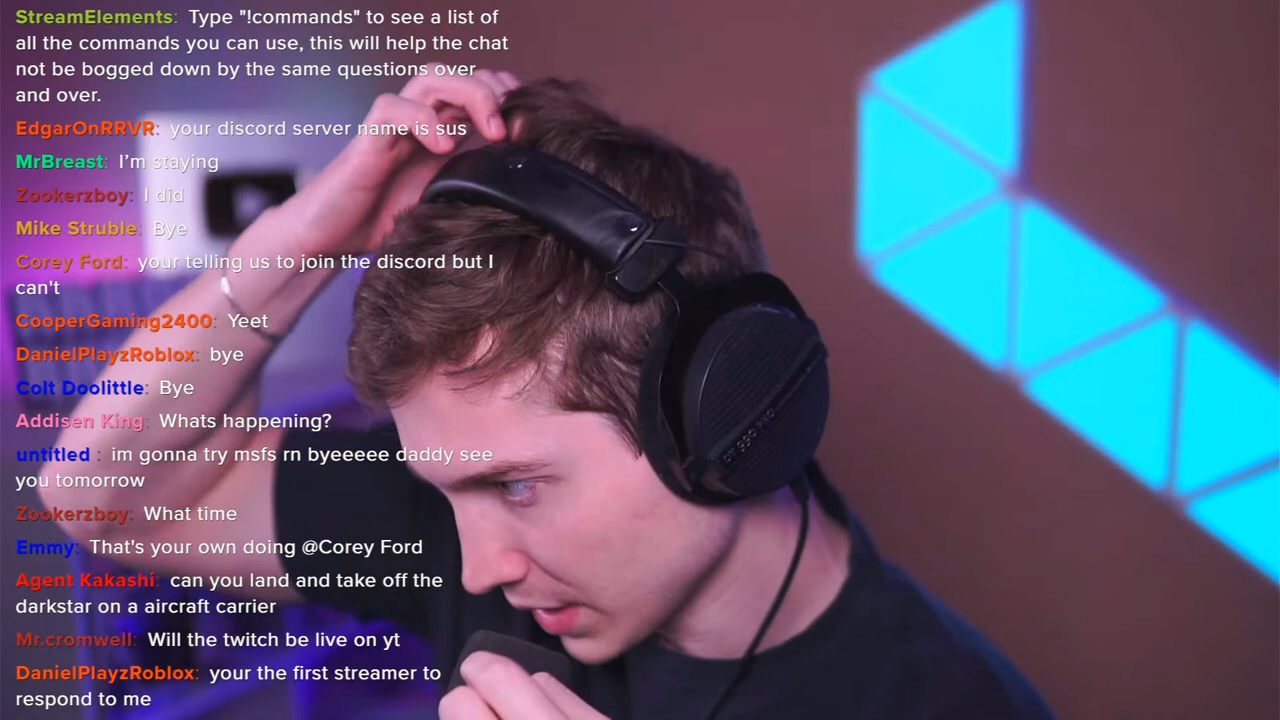 StreamElements: Type "!commands" to see a list of
all the commands you can use, this will help the chat
not be bogged down by the same questions over
and over.
EdgarOnRRVR: your discord server name is sus
MrBreast: I'm staying
Zookerzboy: I did
Mike Struble: Bye
Corey Ford: your telling us to join the discord but I
can't
CooperGaming2400: Yeet
DanielPlayzRoblox: bye
Colt Doolittle: Bye
Addisen King: Whats happening?
untitled : im gonna try msfs rn byeeeee daddy see
you tomorrow
Zookerzboy: What time
Emmy: That's your own doing @Corey Ford
Agent Kakashi: can you land and take off the
darkstar on a aircraft carrier
Mr.cromwell: Will the twitch be live on yt
DanielPlayzRoblox: your the first streamer to
respond to me